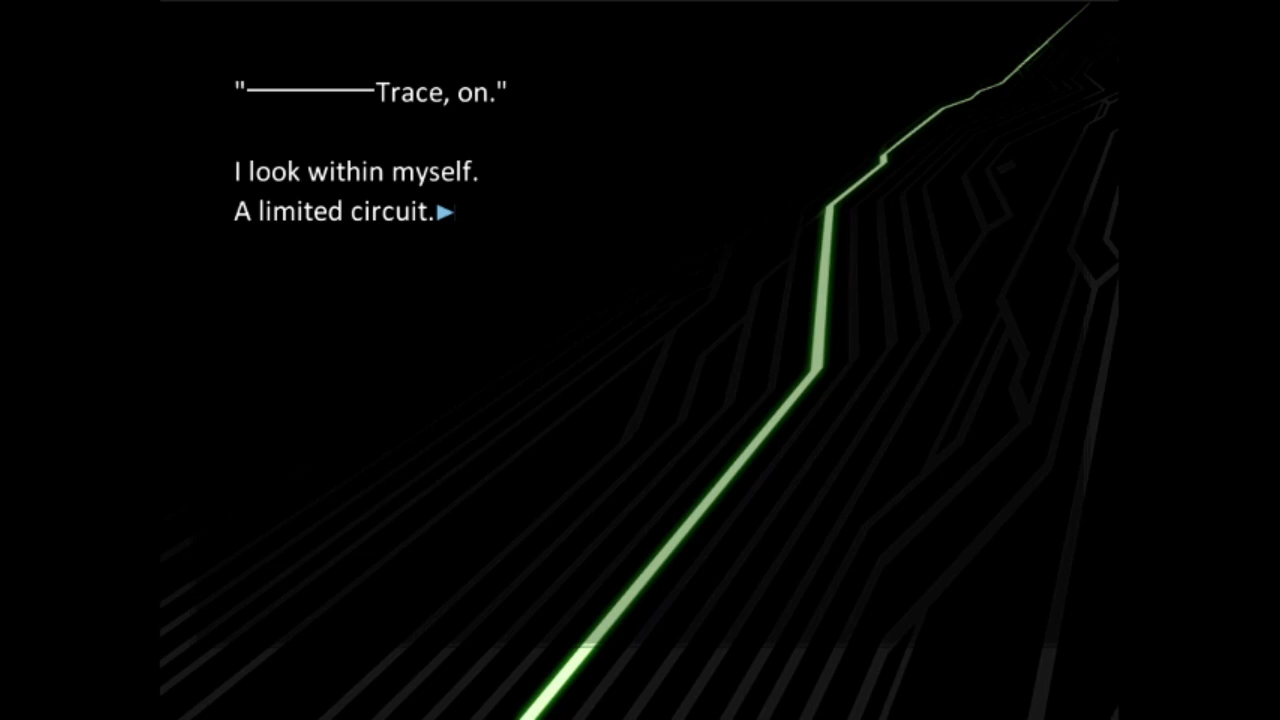 "―――――Trace, on."
I look within myself.
A limited circuit.